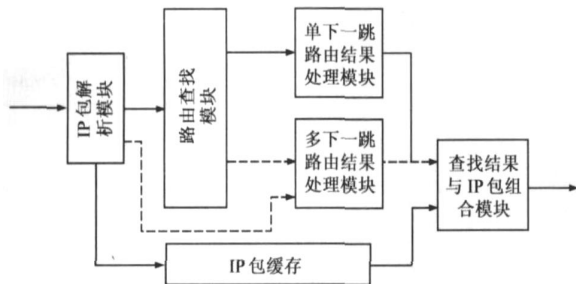 IP包解
析模块
路由查找
模块
单下一跳
路由结果
处理模块
多下一跳
路由结果
处理模块
查找结果
与IP包组
合模块
IP包缓存